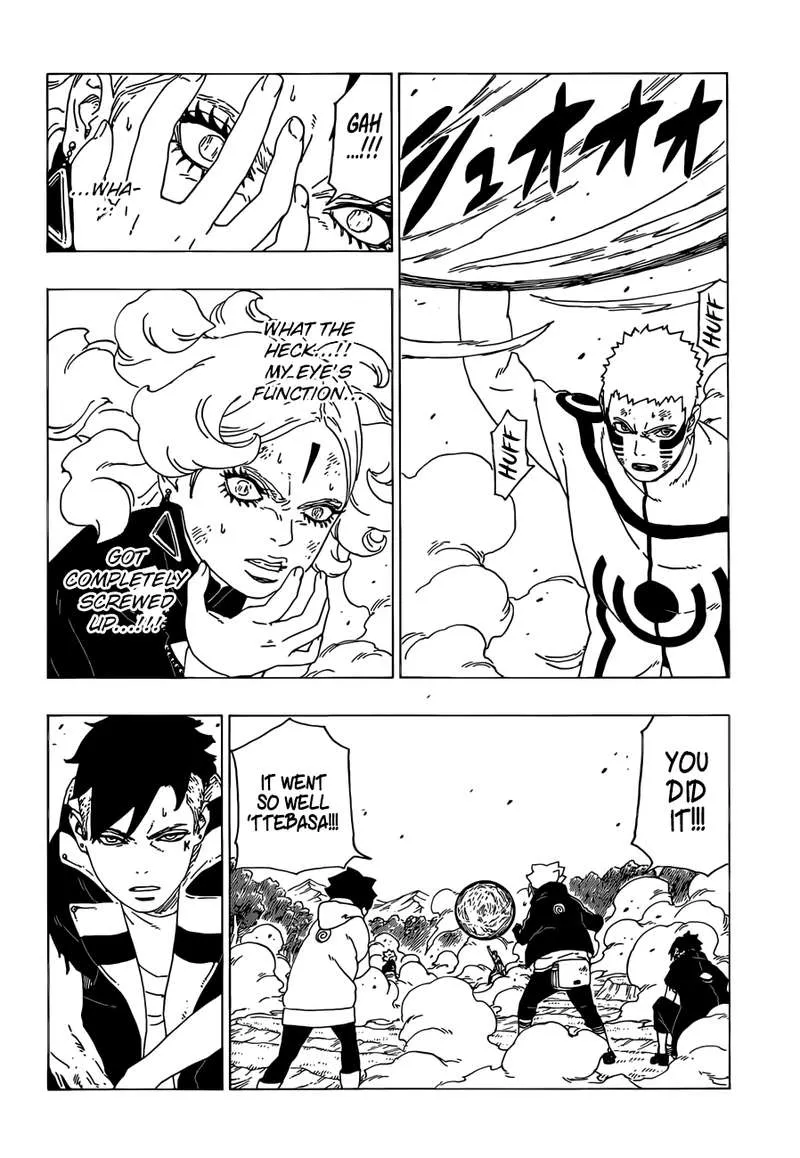 シュオオオ
HUFF
HUFF
GAH
...!!!
...WHA-
...?
WHAT THE
HECK...!!
MY EYE'S
FUNCTION...
GOT
COMPLETELY
SCREWED
UP...!!!
YOU
DID
IT!!!
IT WENT
SO WELL
'TTEBASA!!!
K